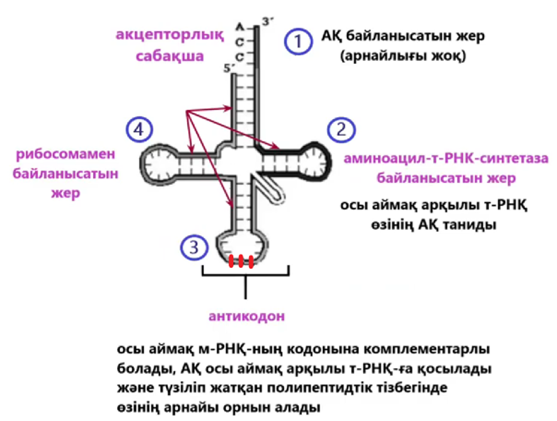 акцепторлық
сабақша
3´
А
С
С
5´
1
АҚ байланысатын жер
(арнайлығы жоқ)
4
рибосомамен
байланысатын
жер
2
аминоацил-т-РНК-синтетаза
байланысатын жер
осы аймақ арқылы т-РНҚ
өзінің АҚ таниды
3
антикодон
осы аймақ м-РНҚ-ның кодонына комплементарлы
болады, АҚ осы аймақ арқылы т-РНҚ-ға қосылады
және түзіліп жатқан полипептидтік тізбегінде
өзінің арнайы орнын алады